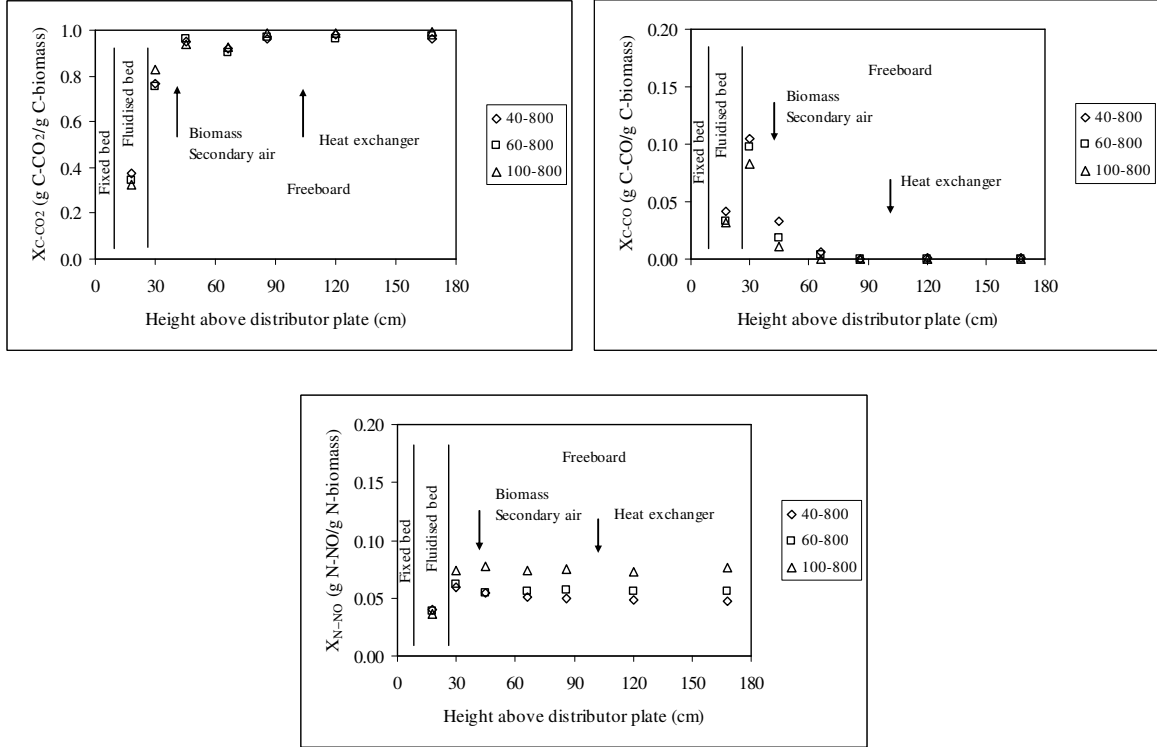 X_C-CO2 (g C-CO2/g C-biomass)
1.0
0.8
0.6
0.4
0.2
0.0
Fixed bed
Fluidised bed
Biomass
Secondary air
Heat exchanger
Freeboard
0 30 60 90 120 150 180
Height above distributor plate (cm)
40-800
60-800
100-800
X_C-CO (g C-CO/g C-biomass)
0.20
0.15
0.10
0.05
0.00
Fixed bed
Fluidised bed
Freeboard
Biomass
Secondary air
Heat exchanger
0 30 60 90 120 150 180
Height above distributor plate (cm)
40-800
60-800
100-800
X_N−NO (g N-NO/g N-biomass)
0.20
0.15
0.10
0.05
0.00
Fixed bed
Fluidised bed
Freeboard
Biomass
Secondary air
Heat exchanger
0 30 60 90 120 150 180
Height above distributor plate (cm)
40-800
60-800
100-800